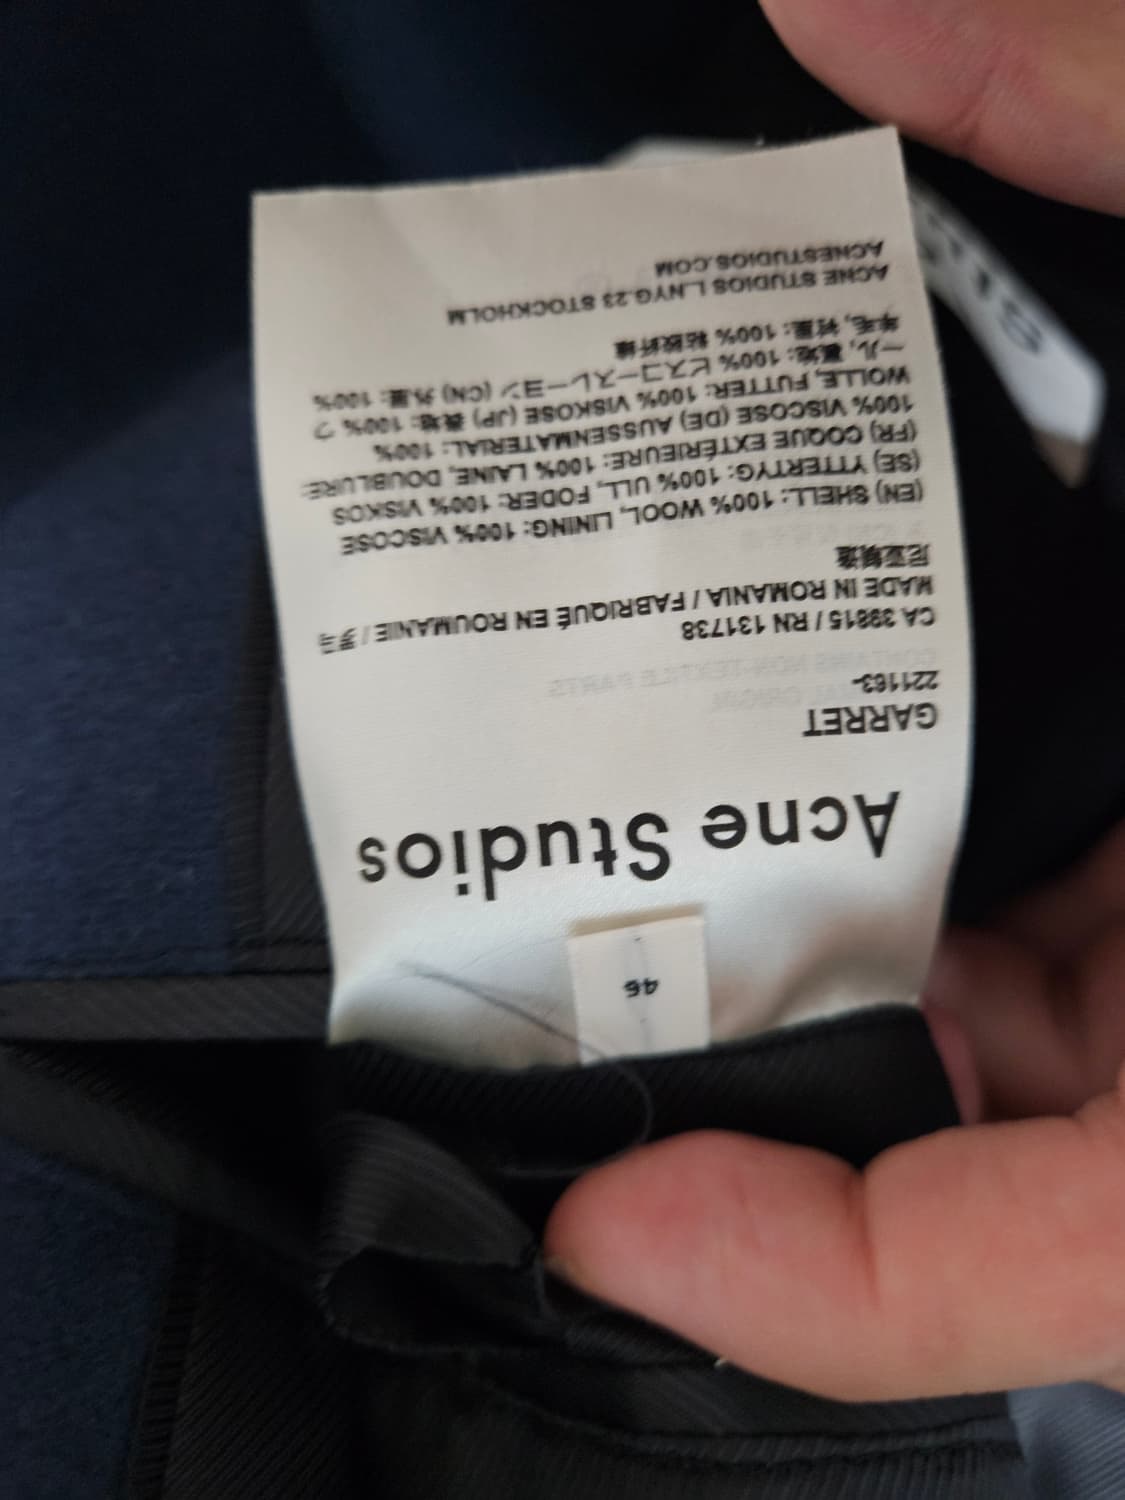 46
Acne Studios
GARRET
221163-
CA 39815 / RN 131738
MADE IN ROMANIA / FABRIQUÉ EN ROUMANIE / 罗马
尼亚制造
(EN) SHELL: 100% WOOL, LINING: 100% VISCOSE
(SE) YTTERTYG: 100% ULL, FODER: 100% VISKOS
(FR) COQUE EXTÉRIEURE: 100% LAINE, DOUBLURE:
100% VISCOSE (DE) AUSSENMATERIAL: 100%
WOLLE, FUTTER: 100% VISKOSE (JP)表地: 100% ウ
ール, 裏地: 100% ビスコースレーヨン (CN) 外里: 100%
羊毛, 衬里: 100% 粘胶纤维
ACNE STUDIOS L.NYG.23 STOCKHOLM
ACNESTUDIOS.COM